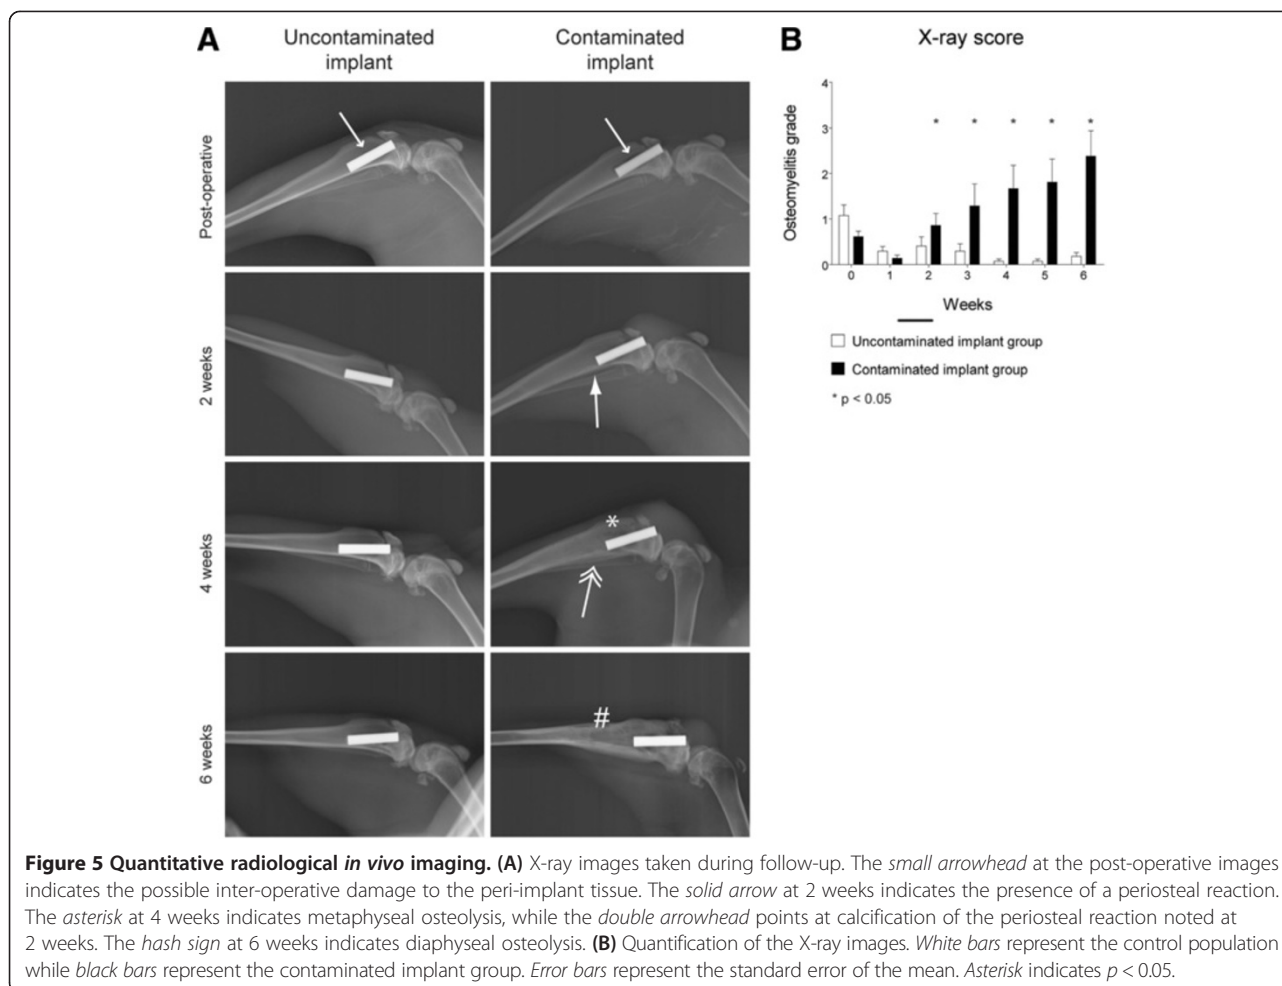 A
Uncontaminated
implant
Contaminated
implant
Post-operative
2 weeks
4 weeks
*
6 weeks
#
B
X-ray score
Osteomyelitis grade
4
3
2
1
0
* * * * *
0 1 2 3 4 5 6
Weeks
Uncontaminated implant group
Contaminated implant group
* p < 0.05
Figure 5 Quantitative radiological in vivo imaging. (A) X-ray images taken during follow-up. The small arrowhead at the post-operative images
indicates the possible inter-operative damage to the peri-implant tissue. The solid arrow at 2 weeks indicates the presence of a periosteal reaction.
The asterisk at 4 weeks indicates metaphyseal osteolysis, while the double arrowhead points at calcification of the periosteal reaction noted at
2 weeks. The hash sign at 6 weeks indicates diaphyseal osteolysis. (B) Quantification of the X-ray images. White bars represent the control population
while black bars represent the contaminated implant group. Error bars represent the standard error of the mean. Asterisk indicates p < 0.05.